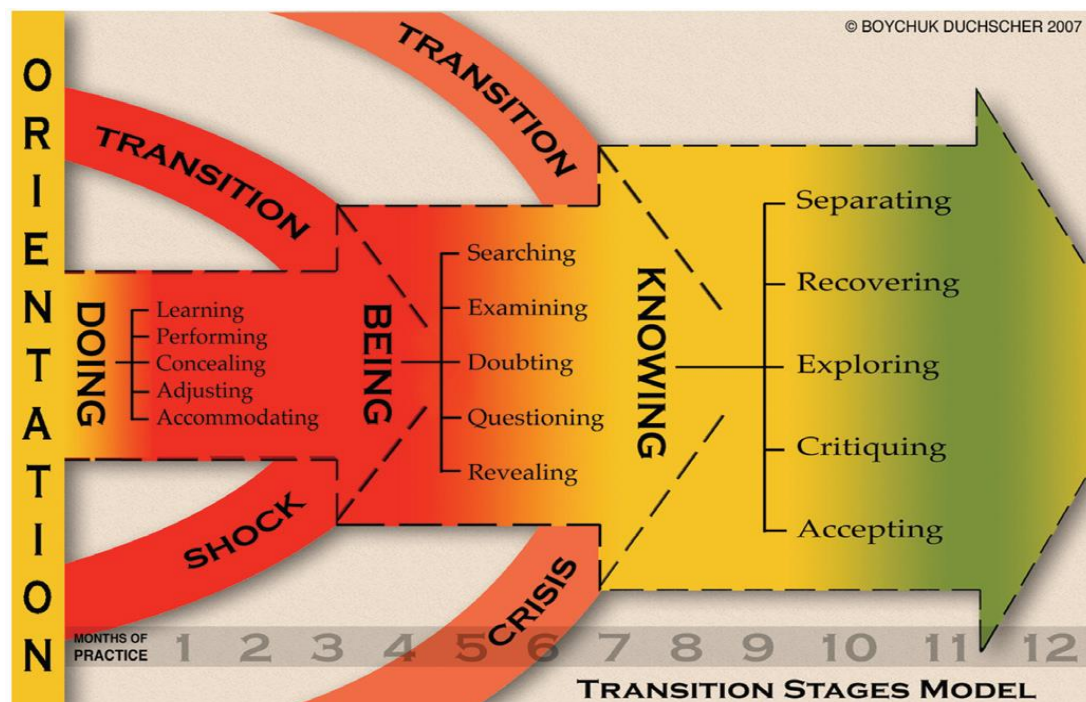 © BOYCHUK DUCHSCHER 2007
ORIENTATION
TRANSITION
TRANSITION
DOING
Learning
Performing
Concealing
Adjusting
Accommodating
BEING
Searching
Examining
Doubting
Questioning
Revealing
KNOWING
Separating
Recovering
Exploring
Critiquing
Accepting
SHOCK
CRISIS
MONTHS OF
PRACTICE 1 2 3 4 5 6 7 8 9 10 11 12
TRANSITION STAGES MODEL